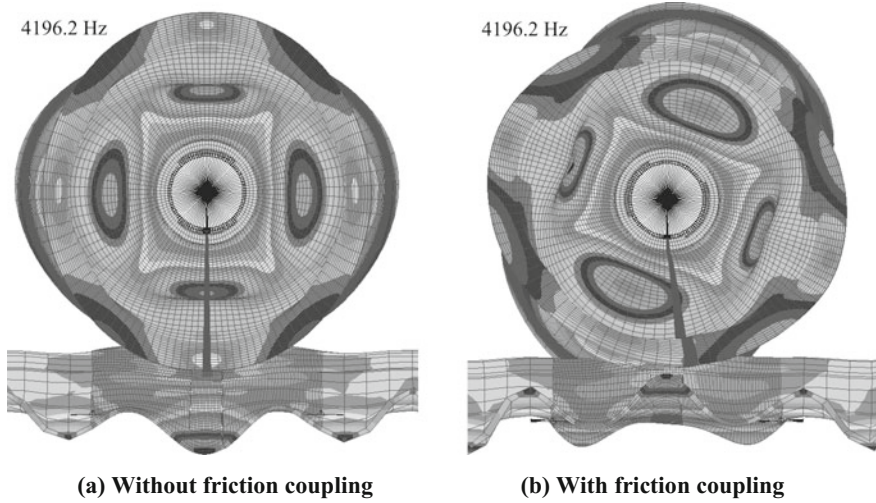 4196.2 Hz
4196.2 Hz
(a) Without friction coupling
(b) With friction coupling